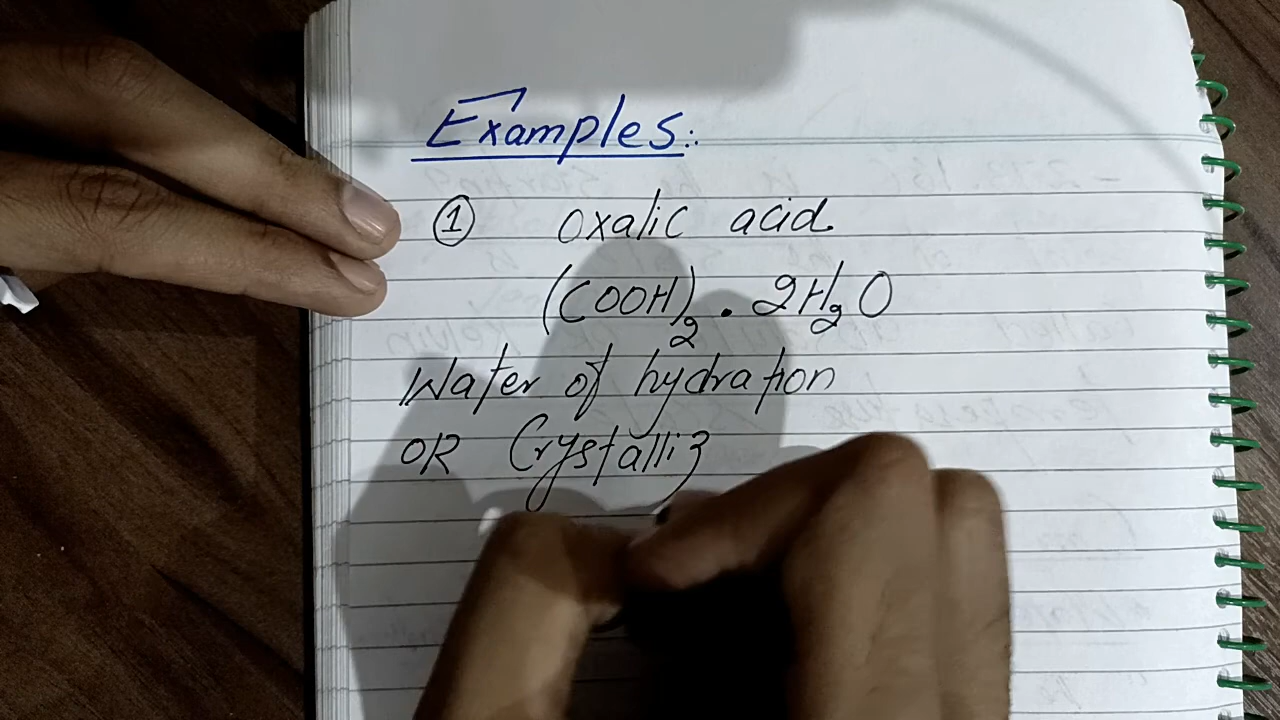 Examples:
① Oxalic acid
(COOH)₂ . 2H₂O
Water of hydration
OR Crystalliz